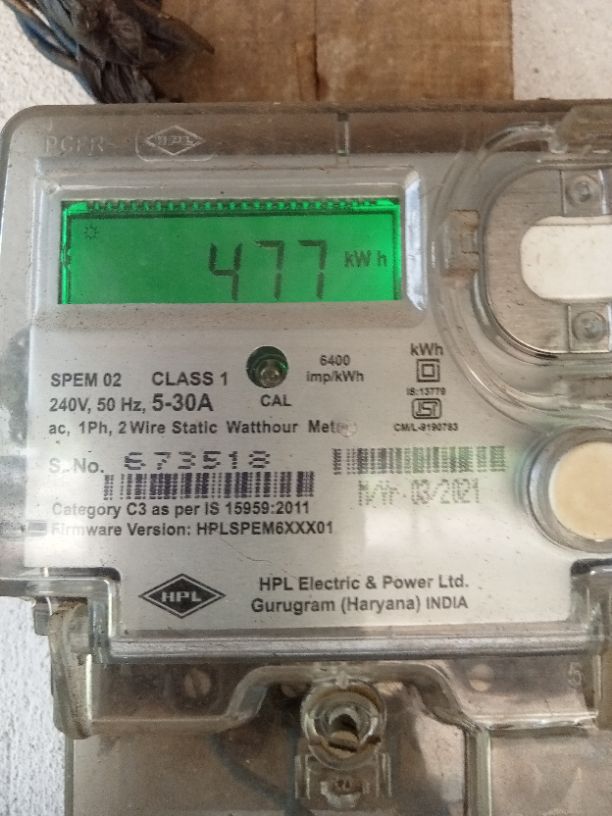 HPL
477 kWh
SPEM 02 CLASS 1
240V, 50 Hz, 5-30A
ac, 1Ph, 2 Wire Static Watthour Meter
CAL
6400
imp/kWh
kWh
IS:13779
CM/L-9190783
S. No. 673518
M/Yr-03/2021
Category C3 as per IS 15959:2011
Firmware Version: HPLSPEM6XXX01
HPL
HPL Electric & Power Ltd.
Gurugram (Haryana) INDIA